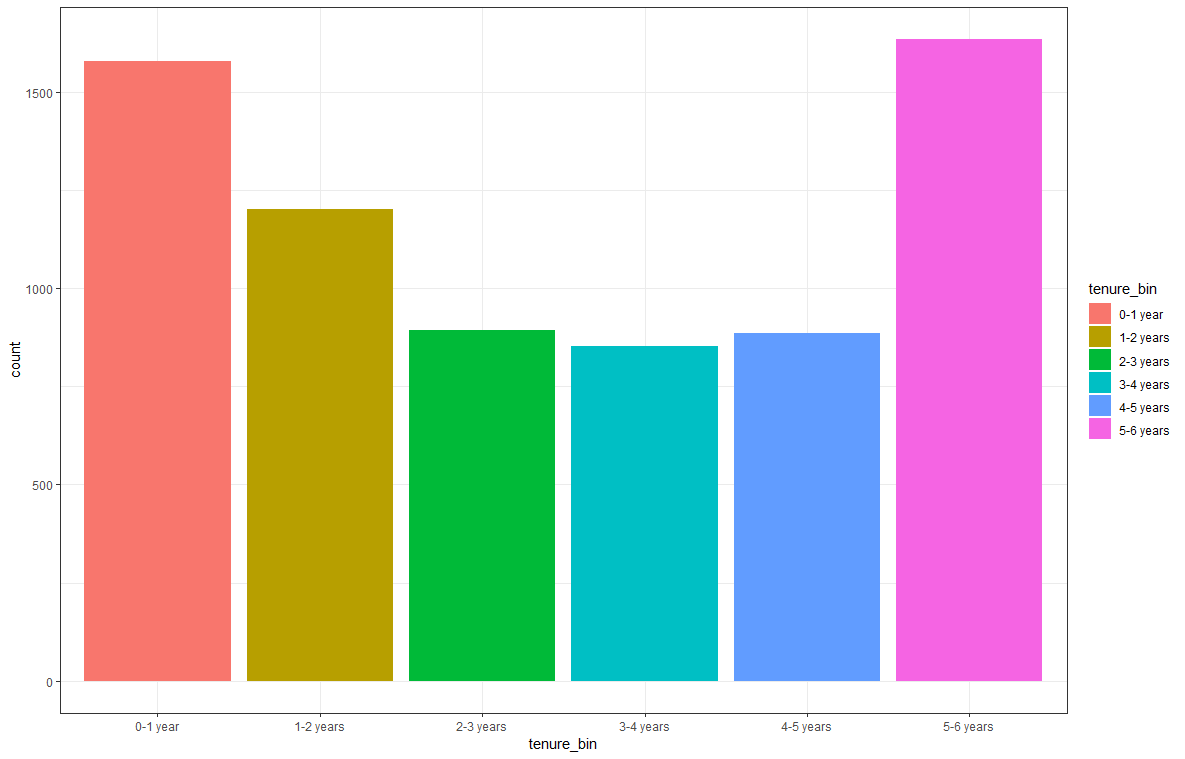 count
1500
1000
500
0
0-1 year
1-2 years
2-3 years
3-4 years
4-5 years
5-6 years
tenure_bin
tenure_bin
0-1 year
1-2 years
2-3 years
3-4 years
4-5 years
5-6 years